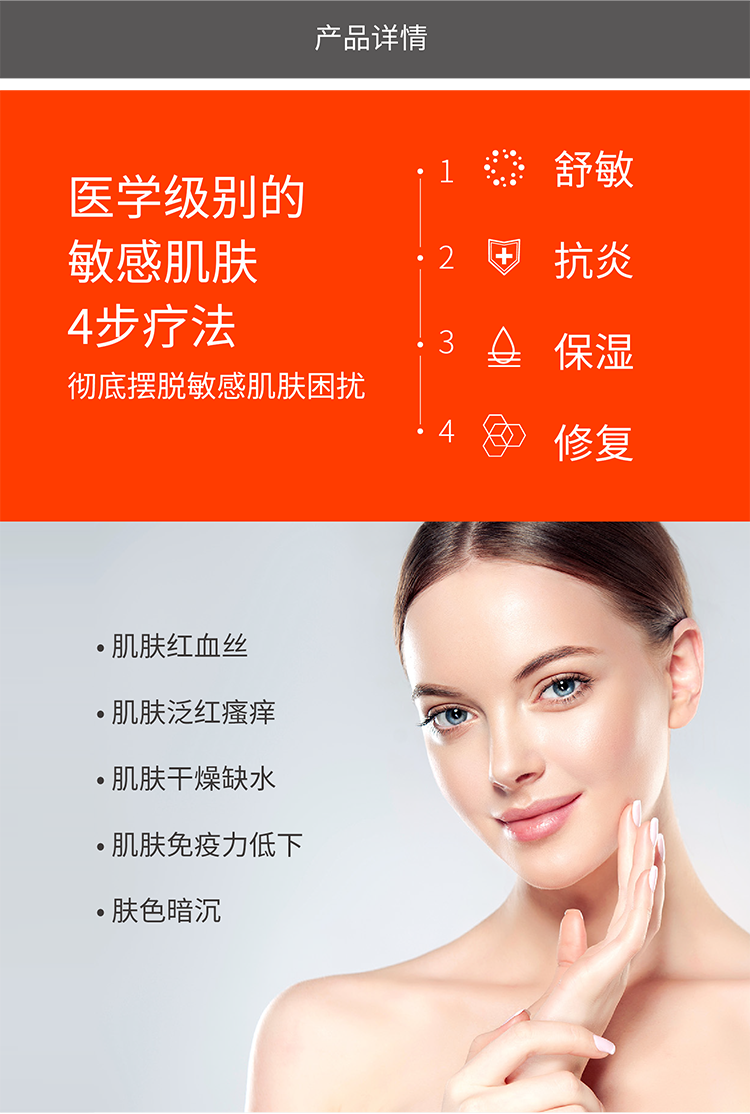 产品详情
医学级别的
敏感肌肤
4步疗法
彻底摆脱敏感肌肤困扰
1 舒敏
2 抗炎
3 保湿
4 修复
• 肌肤红血丝
• 肌肤泛红瘙痒
• 肌肤干燥缺水
• 肌肤免疫力低下
• 肤色暗沉